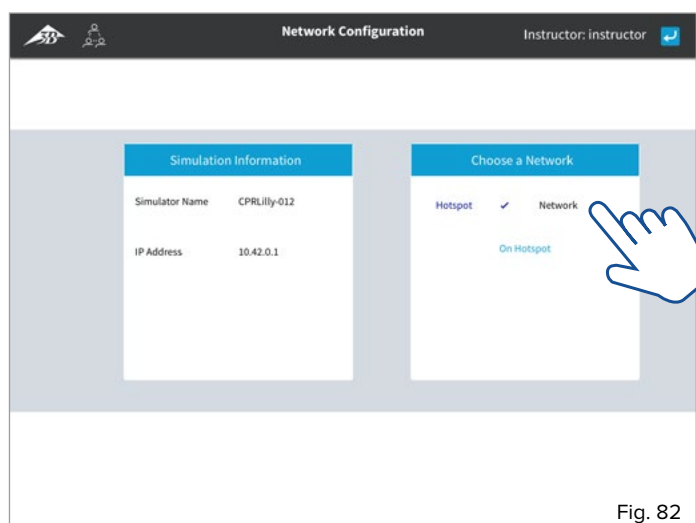 3B
Network Configuration
Instructor: instructor
Simulation Information
Simulator Name CPRLilly-012
IP Address 10.42.0.1
Choose a Network
Hotspot ✓ Network
On Hotspot
Fig. 82